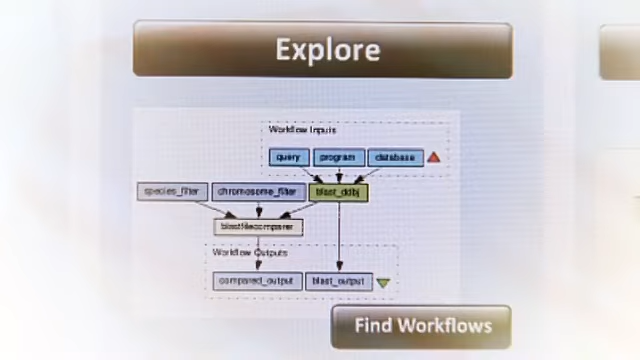 Explore
Workflow Inputs
query program database
species_filter chromosome_filter blast_ddbj
blastfilecomparer
Workflow Outputs
compared_output blast_output
Find Workflows